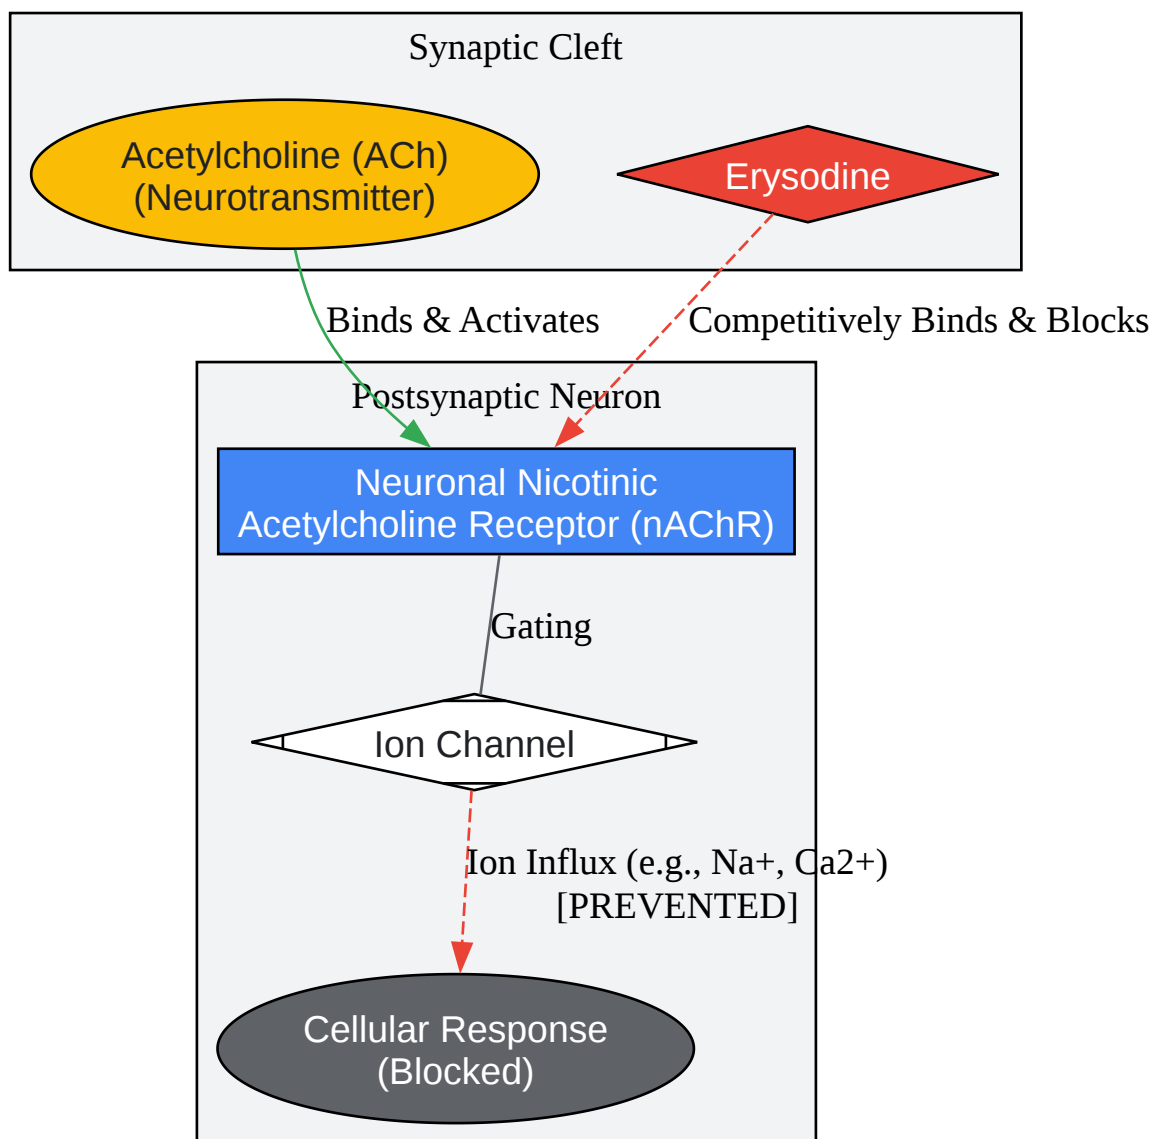 Synaptic Cleft
Acetylcholine (ACh)
(Neurotransmitter)
Erysodine
Binds & Activates
Competitively Binds & Blocks
Postsynaptic Neuron
Neuronal Nicotinic
Acetylcholine Receptor (nAChR)
Gating
Ion Channel
Ion Influx (e.g., Na+, Ca2+)
[PREVENTED]
Cellular Response
(Blocked)